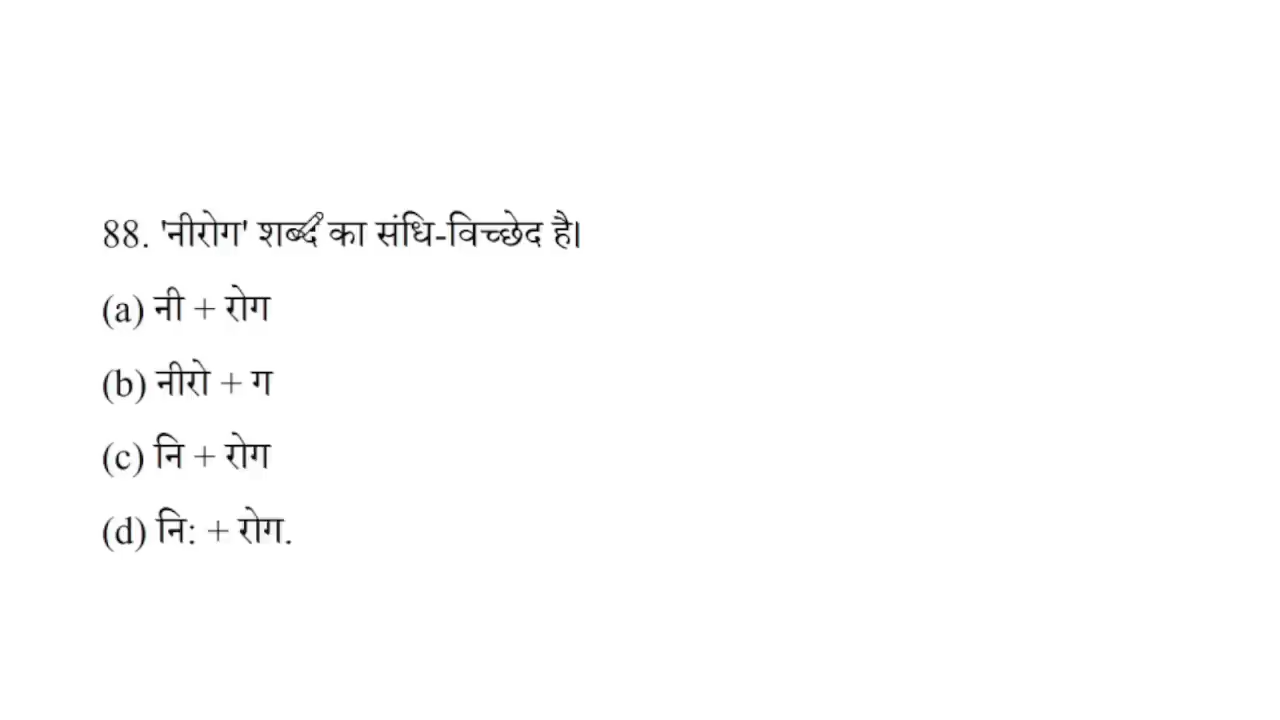 88. 'नीरोग' शब्द का संधि-विच्छेद है।
(a) नी + रोग
(b) नीरो + ग
(c) नि + रोग
(d) नि: + रोग.